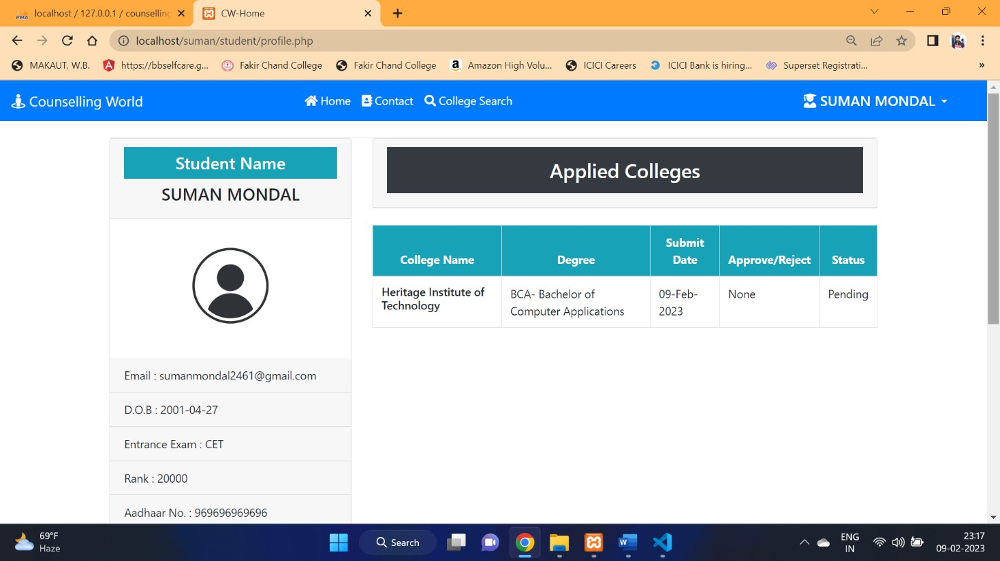 PMA
localhost / 127.0.0.1 / counselling
CW-Home
localhost/suman/student/profile.php
MAKAUT, W.B.
https://bbselfcare.g...
Fakir Chand College
Fakir Chand College
Amazon High Volu...
ICICI Careers
ICICI Bank is hiring...
Superset Registrati...
»
Counselling World
Home
Contact
College Search
SUMAN MONDAL
Student Name
SUMAN MONDAL
Email : sumanmondal2461@gmail.com
D.O.B : 2001-04-27
Entrance Exam : CET
Rank : 20000
Aadhaar No. : 969696969696
Applied Colleges
College Name
Degree
Submit
Date
Approve/Reject
Status
Heritage Institute of
Technology
BCA- Bachelor of
Computer Applications
09-Feb-
2023
None
Pending
69°F
Haze
Search
ENG
IN
23:17
09-02-2023